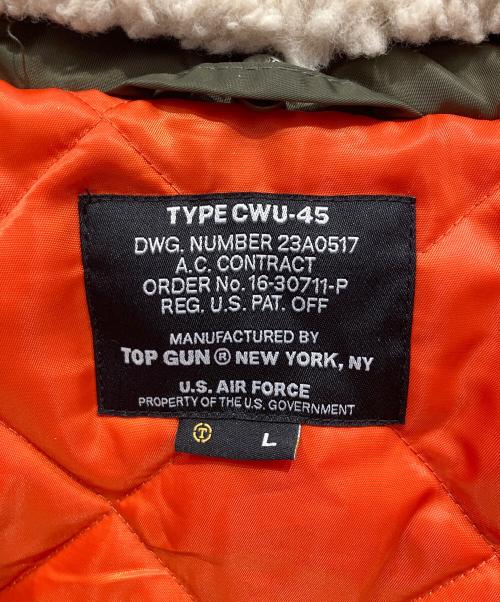 TYPE CWU-45
DWG. NUMBER 23A0517
A.C. CONTRACT
ORDER No. 16-30711-P
REG. U.S. PAT. OFF
MANUFACTURED BY
TOP GUN ® NEW YORK, NY
U.S. AIR FORCE
PROPERTY OF THE U.S. GOVERNMENT
T L